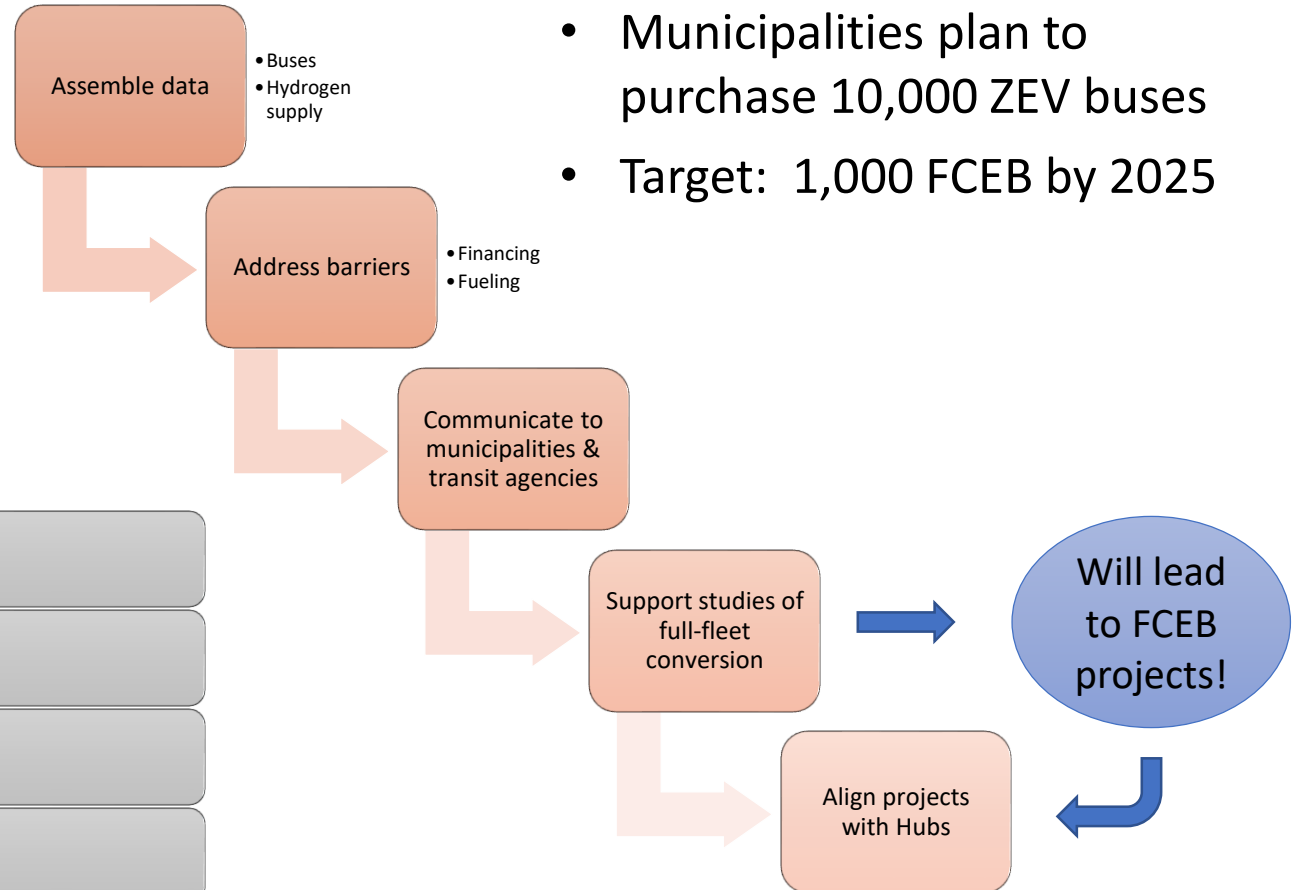 • Municipalities plan to
purchase 10,000 ZEV buses
• Target:  1,000 FCEB by 2025
Assemble data
• Buses
• Hydrogen
supply
Address barriers
• Financing
• Fueling
Communicate to
municipalities &
transit agencies
Support studies of
full-fleet
conversion
Will lead
to FCEB
projects!
Align projects
with Hubs